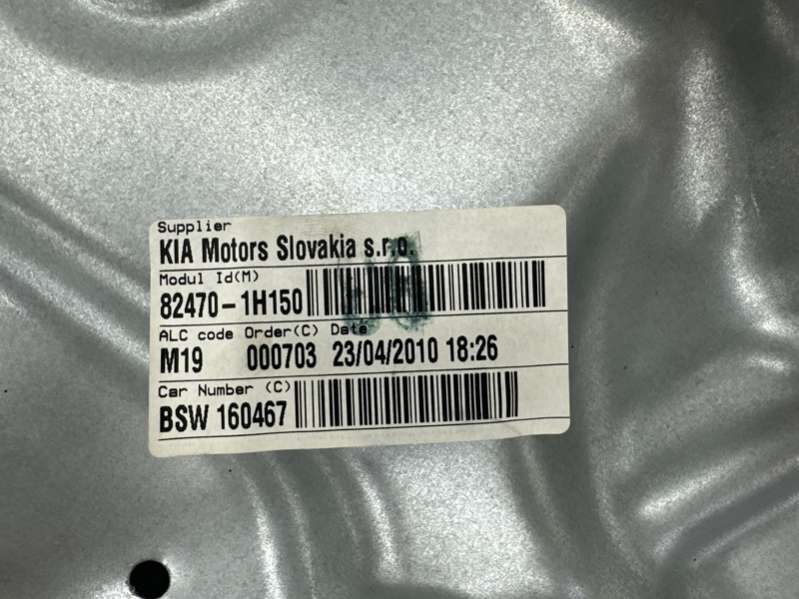 Supplier
KIA Motors Slovakia s.r.o.
Modul Id(M)
82470-1H150
ALC code Order(C) Date
M19 000703 23/04/2010 18:26
Car Number (C)
BSW 160467